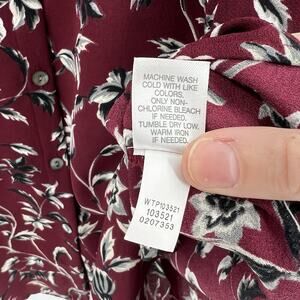 MACHINE WASH
COLD WITH LIKE
COLORS.
ONLY NON-
CHLORINE BLEACH
IF NEEDED.
TUMBLE DRY LOW.
WARM IRON
IF NEEDED.
WTP103521
103521
0207353